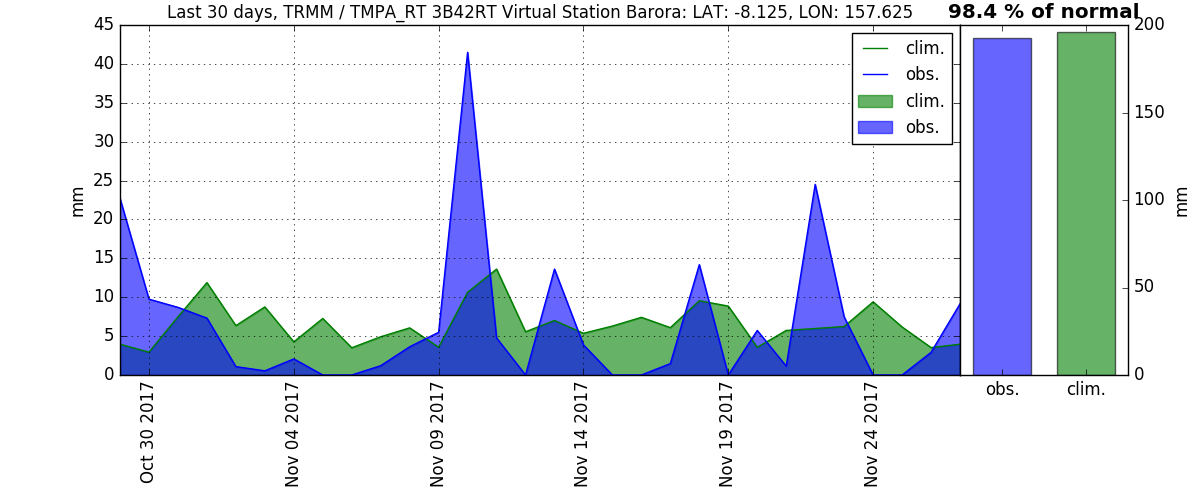 Last 30 days, TRMM / TMPA_RT 3B42RT Virtual Station Barora: LAT: -8.125, LON: 157.625
98.4 % of normal
45
40
35
30
25
20
15
10
5
0
mm
clim.
obs.
clim.
obs.
Oct 30 2017
Nov 04 2017
Nov 09 2017
Nov 14 2017
Nov 19 2017
Nov 24 2017
200
150
100
50
0
mm
obs.
clim.